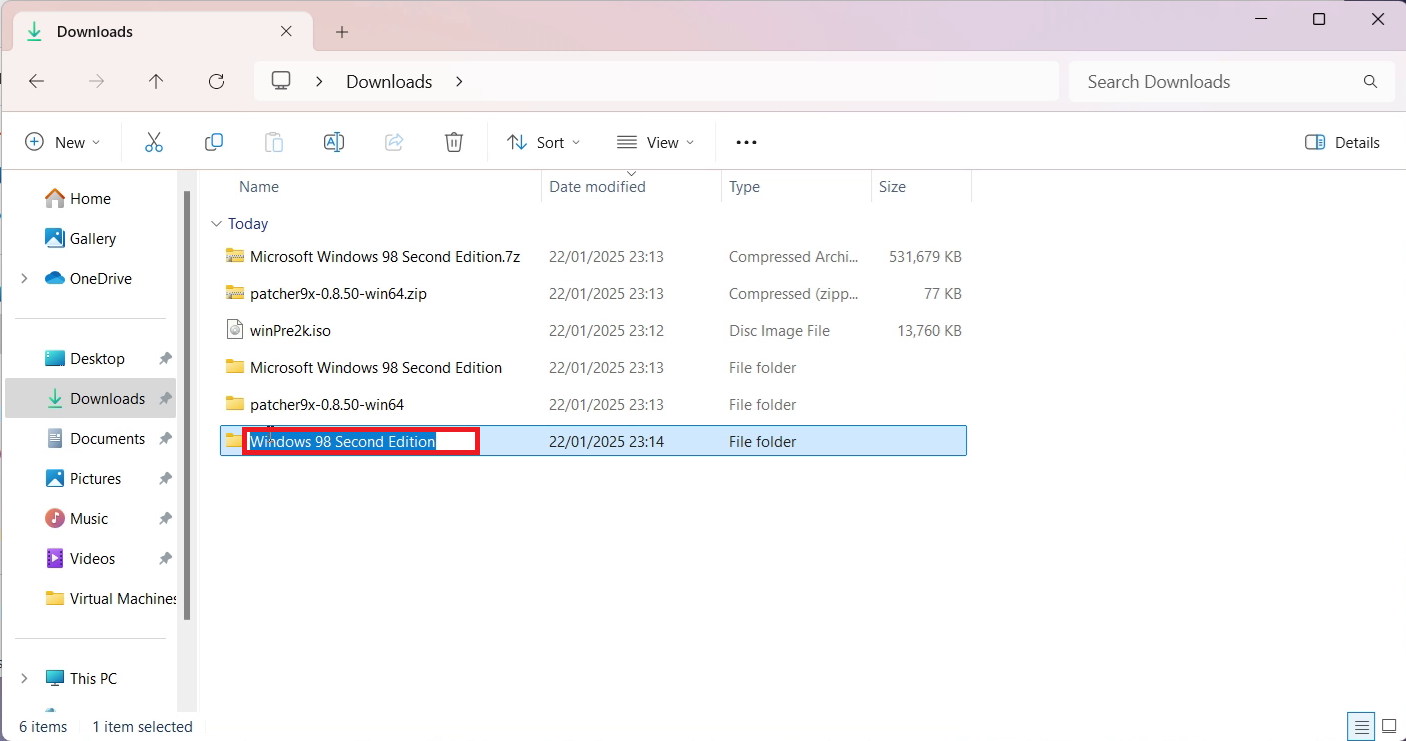 Downloads
Downloads
Search Downloads
New
Sort
View
Details
Name Date modified Type Size
Today
Microsoft Windows 98 Second Edition.7z 22/01/2025 23:13 Compressed Archi... 531,679 KB
patcher9x-0.8.50-win64.zip 22/01/2025 23:13 Compressed (zipp... 77 KB
winPre2k.iso 22/01/2025 23:12 Disc Image File 13,760 KB
Microsoft Windows 98 Second Edition 22/01/2025 23:13 File folder
patcher9x-0.8.50-win64 22/01/2025 23:13 File folder
Windows 98 Second Edition 22/01/2025 23:14 File folder
Home
Gallery
OneDrive
Desktop
Downloads
Documents
Pictures
Music
Videos
Virtual Machines
This PC
6 items 1 item selected